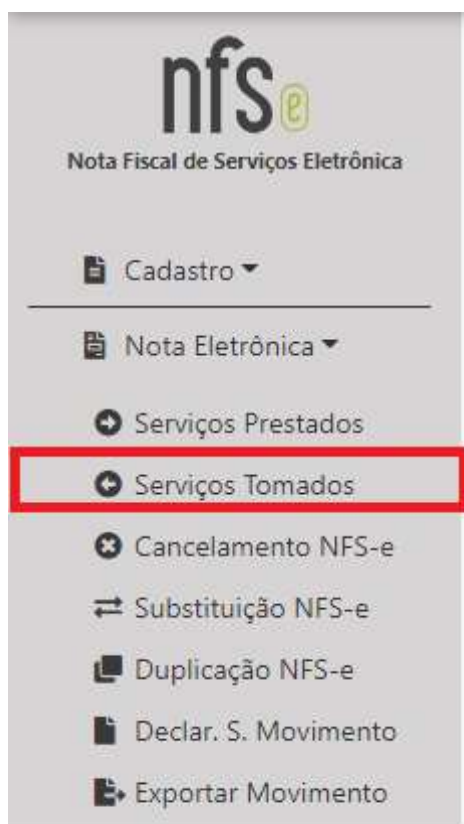 nfse
Nota Fiscal de Serviços Eletrônica
Cadastro
Nota Eletrônica
Serviços Prestados
Serviços Tomados
Cancelamento NFS-e
Substituição NFS-e
Duplicação NFS-e
Declar. S. Movimento
Exportar Movimento